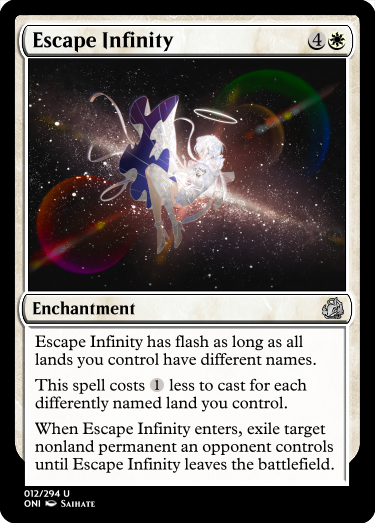 Escape Infinity 4
Enchantment
Escape Infinity has flash as long as all
lands you control have different names.
This spell costs 1 less to cast for each
differently named land you control.
When Escape Infinity enters, exile target
nonland permanent an opponent controls
until Escape Infinity leaves the battlefield.
012/294 U
ONI SAIHATE